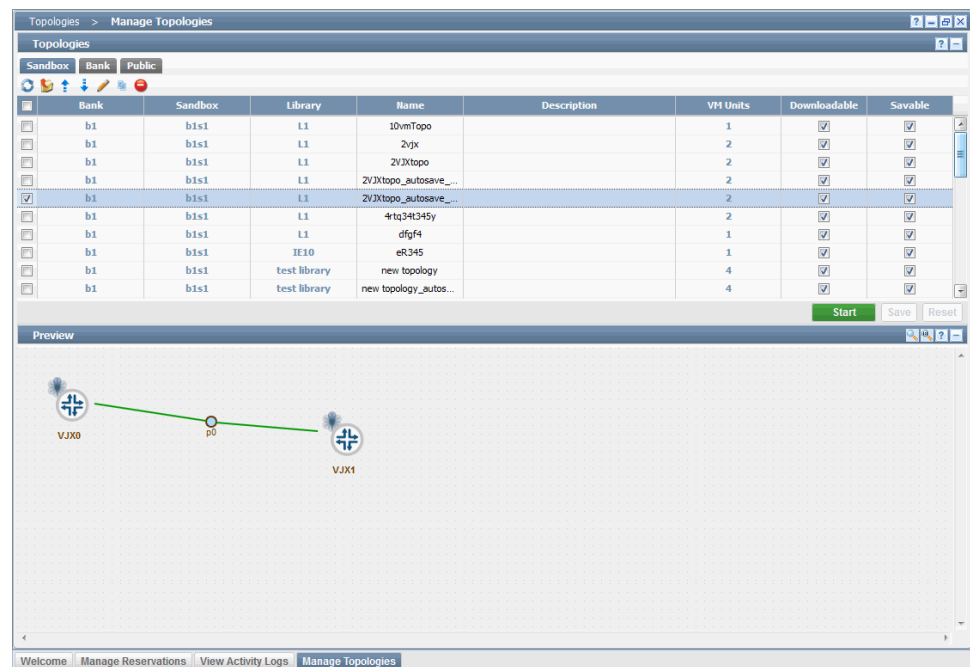 Topologies > Manage Topologies
Topologies
Sandbox Bank Public
Bank Sandbox Library Name Description VM Units Downloadable Savable
b1 b1s1 L1 10vmTopo 1
b1 b1s1 L1 2vjx 2
b1 b1s1 L1 2VJXtopo 2
b1 b1s1 L1 2VJXtopo_autosave_... 2
b1 b1s1 L1 2VJXtopo_autosave_... 2
b1 b1s1 L1 4rtq34t345y 2
b1 b1s1 L1 dfgf4 1
b1 b1s1 IE10 eR345 1
b1 b1s1 test library new topology 4
b1 b1s1 test library new topology_autos... 4
Start Save Reset
Preview
VJX0
p0
VJX1
Welcome Manage Reservations View Activity Logs Manage Topologies